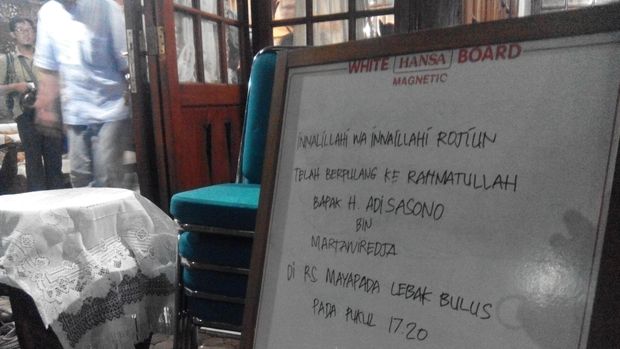 WHITE HANSA BOARD
MAGNETIC
INNALILLAHI WA INNAILLAHI ROJIUN
TELAH BERPULANG KE RAHMATULLAH
BAPAK H. ADI SASONO
BIN
MARTAWIREDJA
DI RS MAYAPADA LEBAK BULUS
PADA PUKUL 17.20